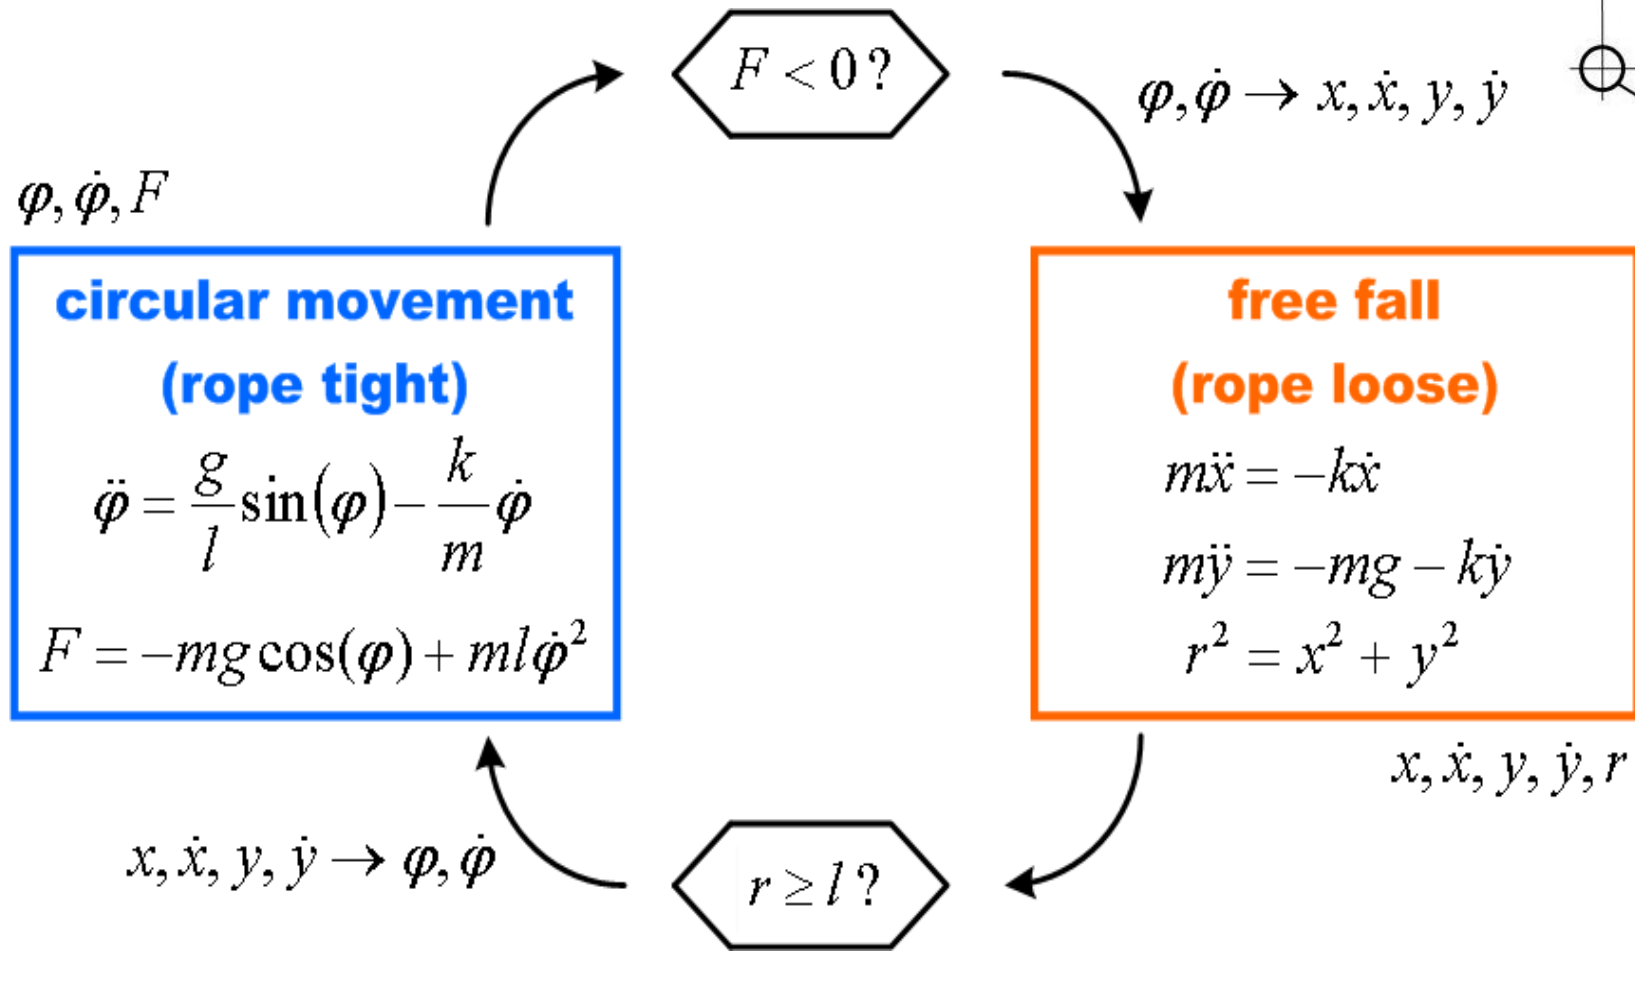 F < 0 ?
φ, φ̇ → x, ẋ, y, ẏ
φ, φ̇, F
circular movement
(rope tight)
φ̈ = g/l sin(φ) − k/m φ̇
F = −mg cos(φ) + mlφ̇²
free fall
(rope loose)
mẍ = −kẋ
mÿ = −mg − kẏ
r² = x² + y²
x, ẋ, y, ẏ, r
x, ẋ, y, ẏ → φ, φ̇
r ≥ l ?